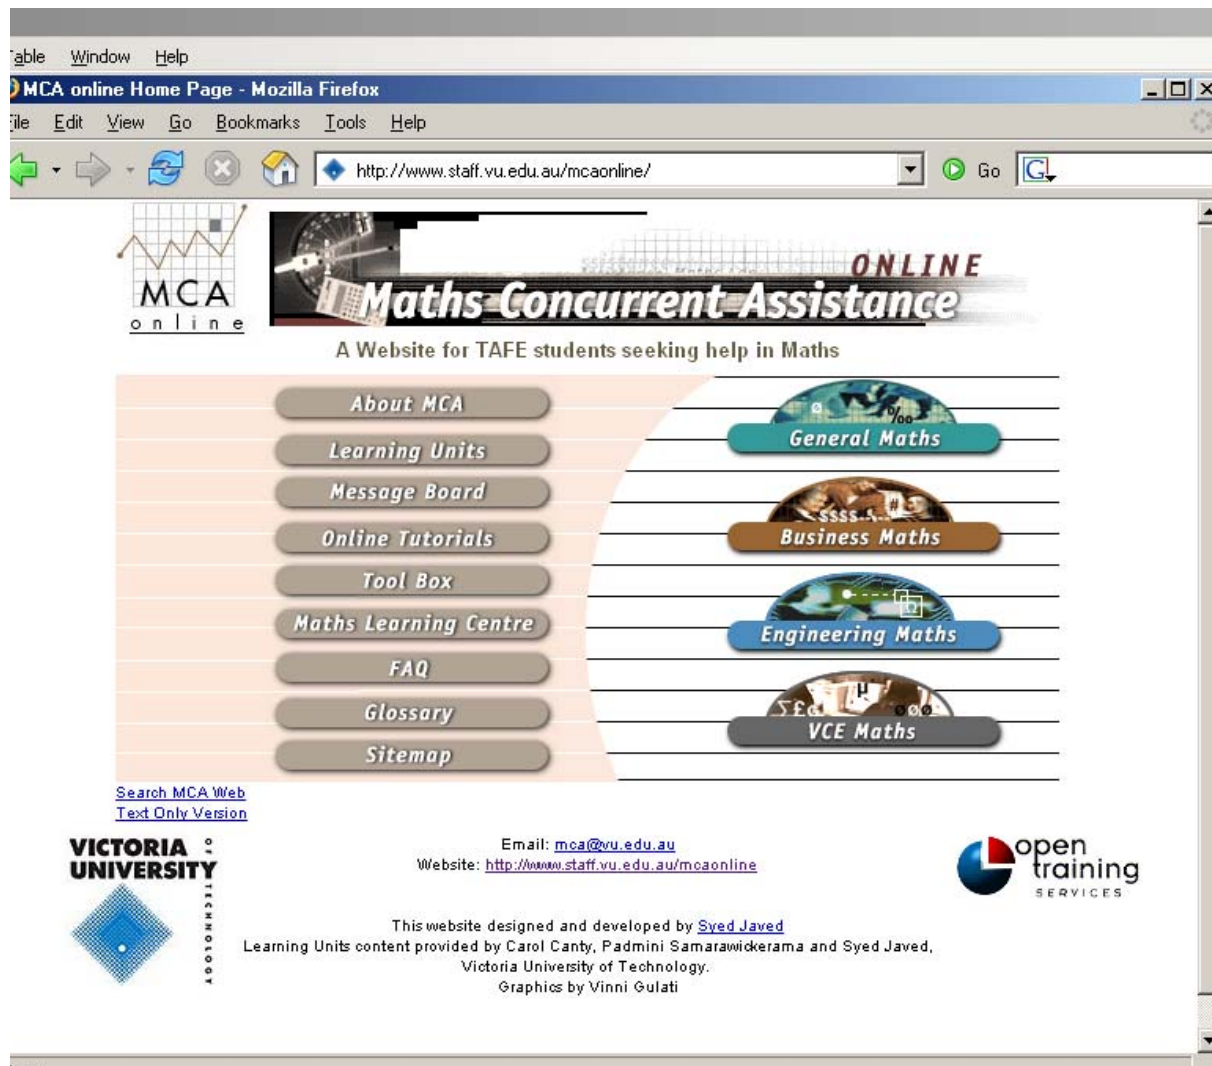 able Window Help
MCA online Home Page - Mozilla Firefox
File Edit View Go Bookmarks Tools Help
http://www.staff.vu.edu.au/mcaonline/ Go G
MCA
online
ONLINE
Maths Concurrent Assistance
A Website for TAFE students seeking help in Maths
About MCA
Learning Units
Message Board
Online Tutorials
Tool Box
Maths Learning Centre
FAQ
Glossary
Sitemap
ø ‰
General Maths
ssss #
Business Maths
Ω
Engineering Maths
∑£ µ øøø
VCE Maths
Search MCA Web
Text Only Version
VICTORIA
UNIVERSITY
OF TECHNOLOGY
Email: mca@vu.edu.au
Website: http://www.staff.vu.edu.au/mcaonline
open
training
SERVICES
This website designed and developed by Syed Javed
Learning Units content provided by Carol Canty, Padmini Samarawickerama and Syed Javed,
Victoria University of Technology.
Graphics by Vinni Gulati